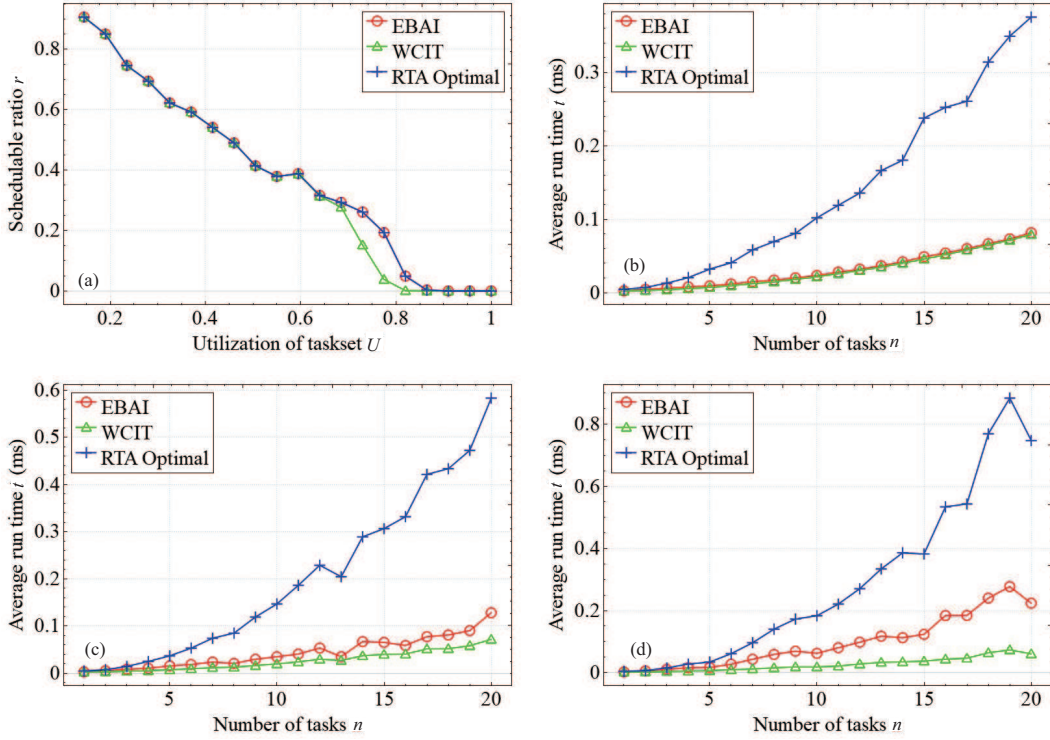 EBAI
WCIT
RTA Optimal
0.8
0.6
0.4
0.2
0
Schedulable ratio r
(a)
0.2
0.4
0.6
0.8
1
Utilization of taskset U
EBAI
WCIT
RTA Optimal
0.3
0.2
0.1
0
Average run time t (ms)
(b)
5
10
15
20
Number of tasks n
EBAI
WCIT
RTA Optimal
0.6
0.5
0.4
0.3
0.2
0.1
0
Average run time t (ms)
(c)
5
10
15
20
Number of tasks n
EBAI
WCIT
RTA Optimal
0.8
0.6
0.4
0.2
0
Average run time t (ms)
(d)
5
10
15
20
Number of tasks n